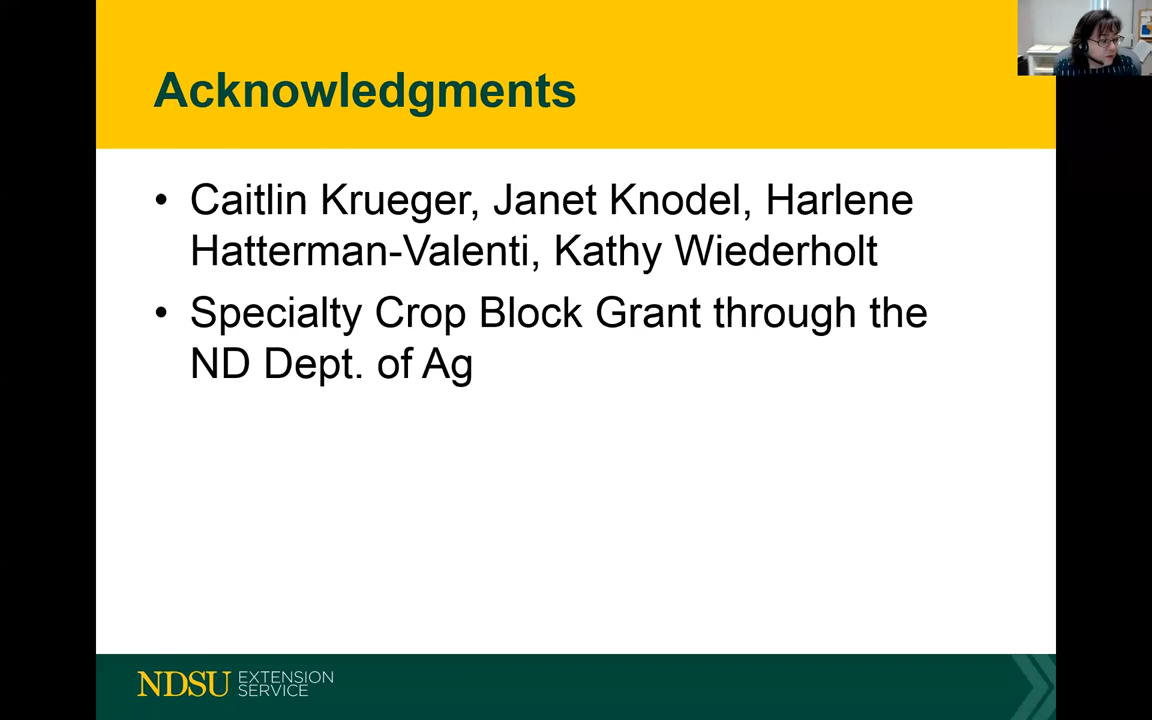 Acknowledgments
• Caitlin Krueger, Janet Knodel, Harlene
Hatterman-Valenti, Kathy Wiederholt
• Specialty Crop Block Grant through the
ND Dept. of Ag
NDSU EXTENSION
SERVICE